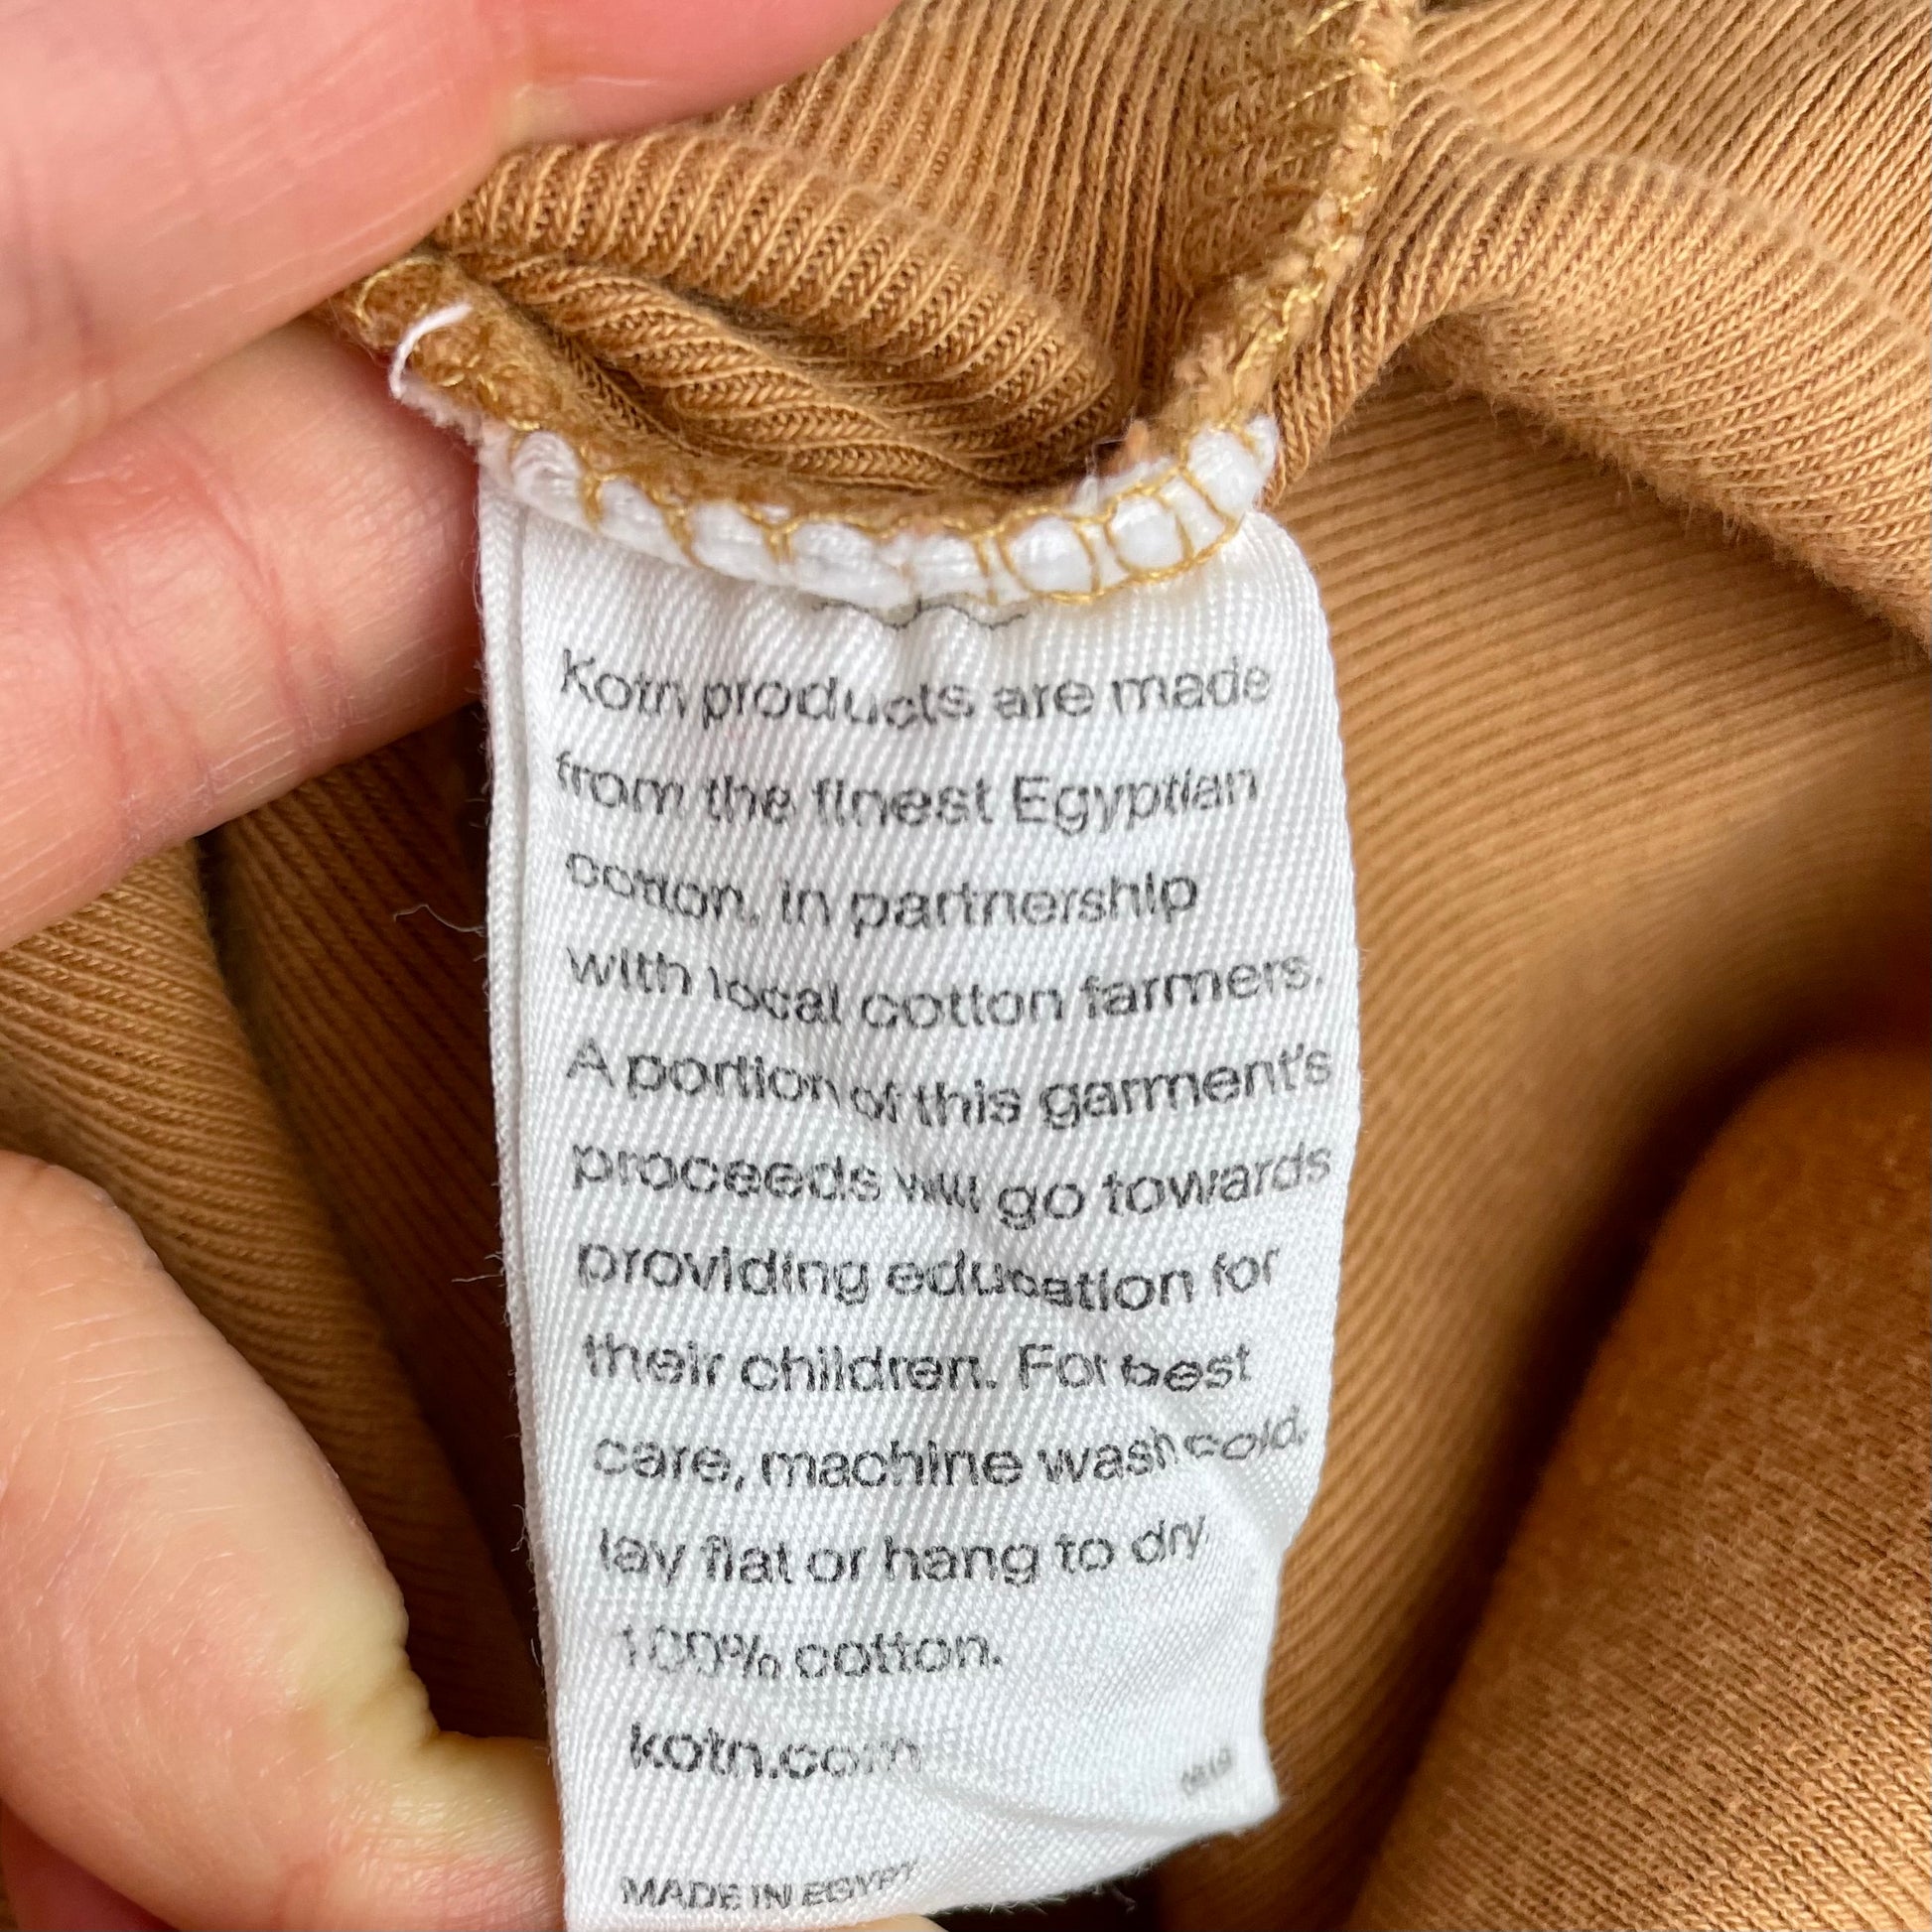 Kotn products are made
from the finest Egyptian
cotton, in partnership
with local cotton farmers.
A portion of this garment's
proceeds will go towards
providing education for
their children. For best
care, machine wash cold,
lay flat or hang to dry.
100% cotton.
kotn.com
MADE IN EGYPT